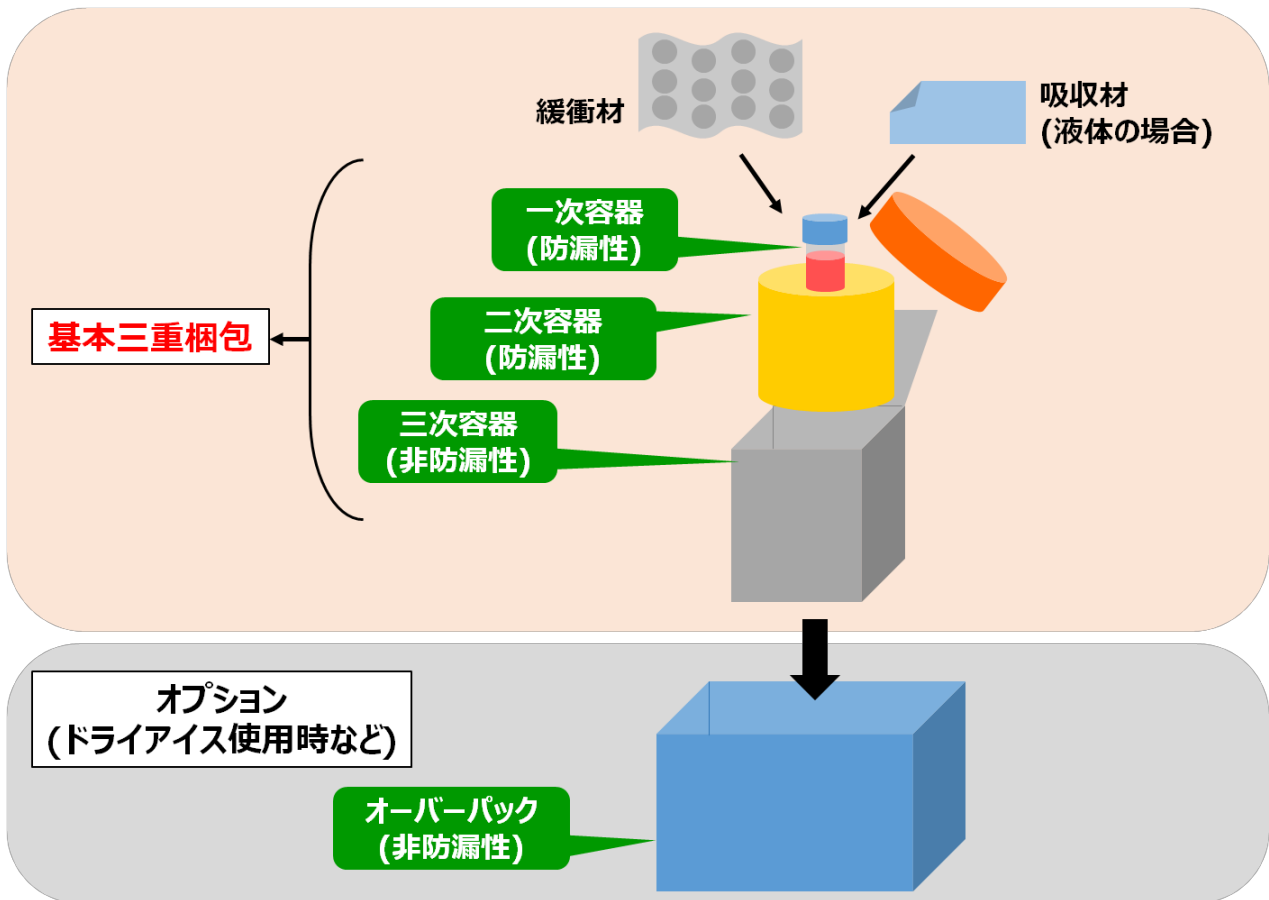 緩衝材
吸収材
(液体の場合)
一次容器
(防漏性)
二次容器
(防漏性)
基本三重梱包
三次容器
(非防漏性)
オプション
(ドライアイス使用時など)
オーバーパック
(非防漏性)